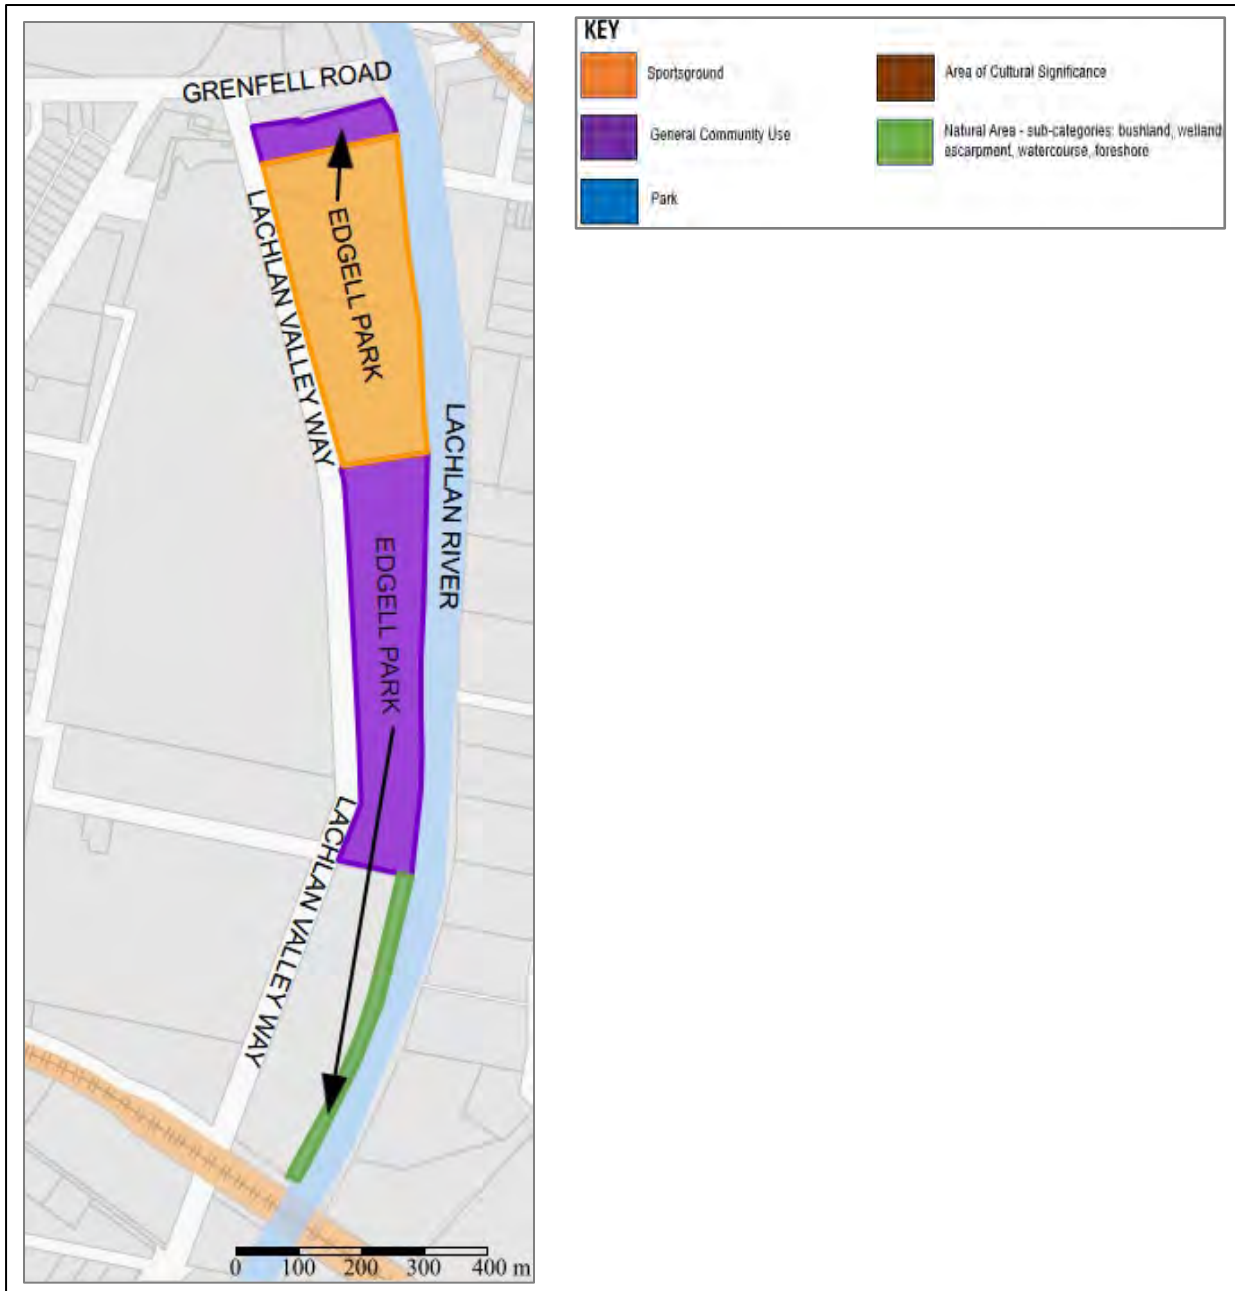 GRENFELL ROAD
LACHLAN VALLEY WAY
EDGELL PARK
LACHLAN RIVER
EDGELL PARK
LACHLAN VALLEY WAY
0 100 200 300 400 m
KEY
Sportsground
General Community Use
Park
Area of Cultural Significance
Natural Area - sub-categories: bushland, wetland
escarpment, watercourse, foreshore